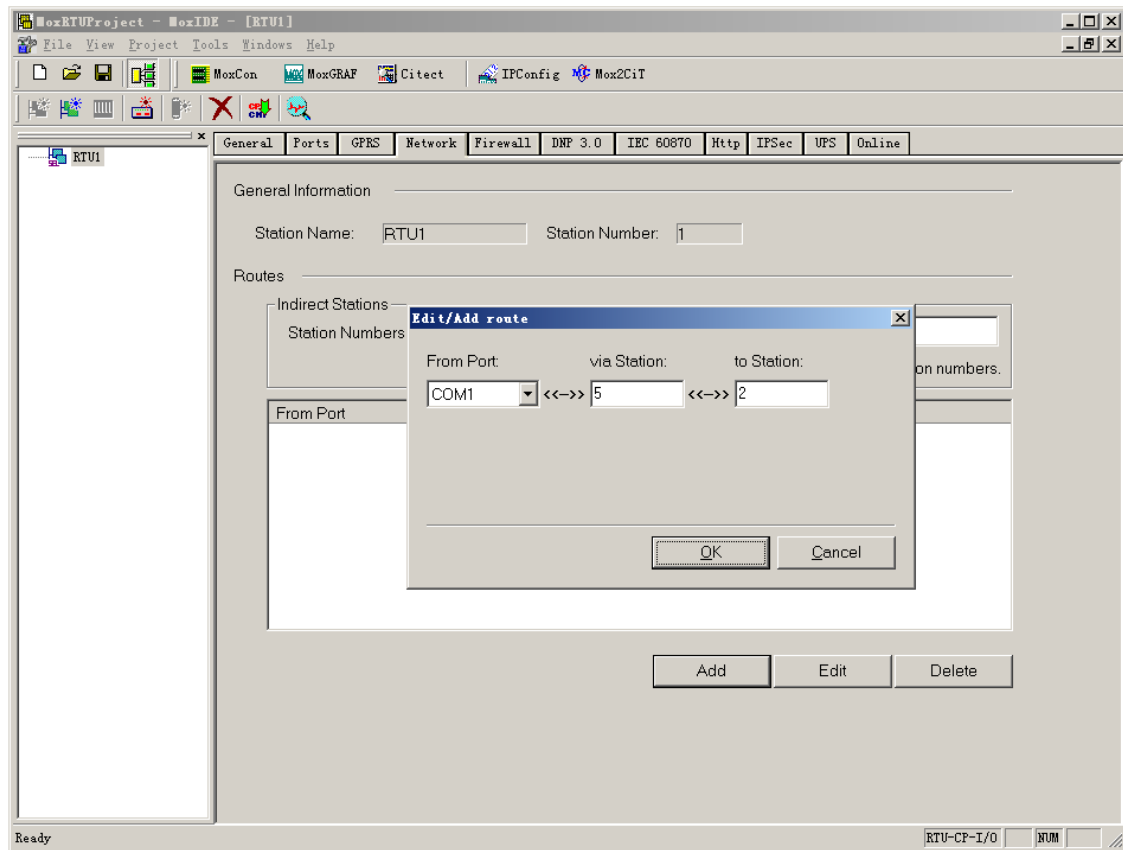 MoxRTUProject - MoxIDE - [RTU1]
File View Project Tools Windows Help
MoxCon MoxGRAF Citect IPConfig Mox2CiT
RTU1
General Ports GPRS Network Firewall DNP 3.0 IEC 60870 Http IPSec UPS Online
General Information
Station Name: RTU1 Station Number: 1
Routes
Indirect Stations
Station Numbers
on numbers.
From Port
Edit/Add route
From Port: via Station: to Station:
COM1 <<-->> 5 <<-->> 2
OK Cancel
Add Edit Delete
Ready RTU-CP-I/O NUM